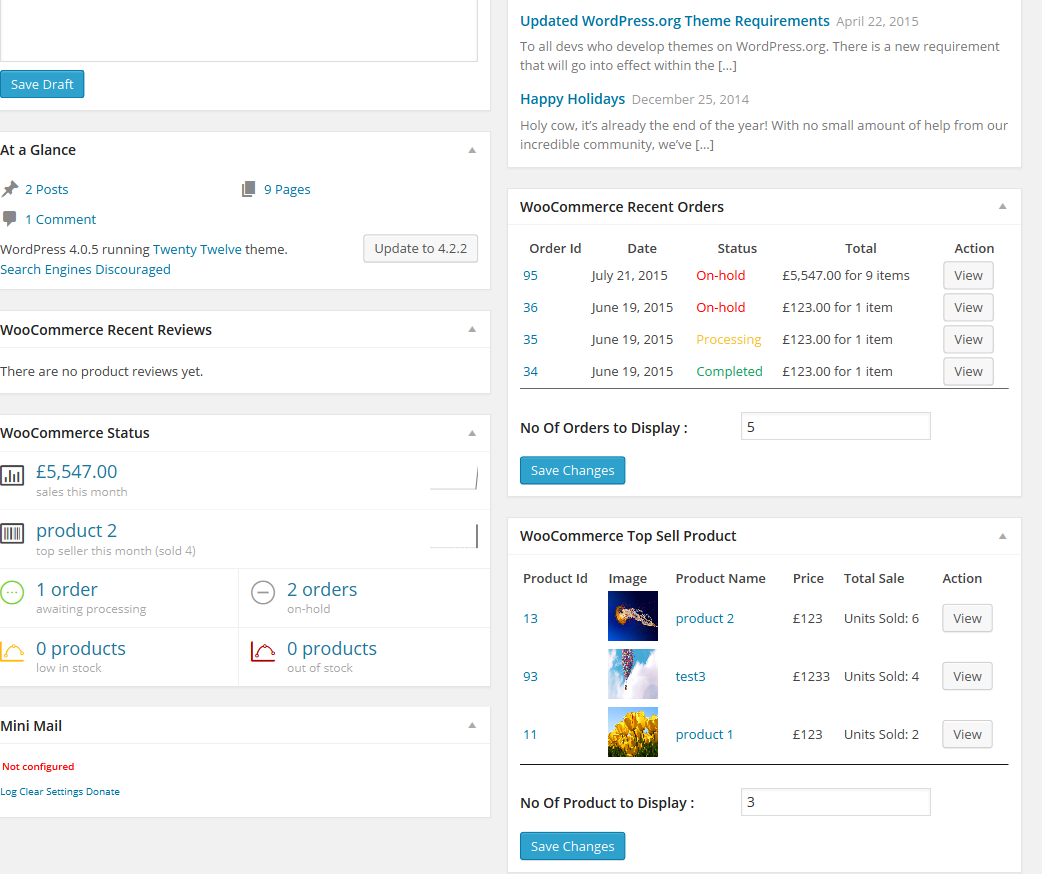 Save Draft
At a Glance
2 Posts
9 Pages
1 Comment
WordPress 4.0.5 running Twenty Twelve theme.
Update to 4.2.2
Search Engines Discouraged
WooCommerce Recent Reviews
There are no product reviews yet.
WooCommerce Status
£5,547.00
sales this month
product 2
top seller this month (sold 4)
1 order
awaiting processing
2 orders
on-hold
0 products
low in stock
0 products
out of stock
Mini Mail
Not configured
Log Clear Settings Donate
Updated WordPress.org Theme Requirements April 22, 2015
To all devs who develop themes on WordPress.org. There is a new requirement
that will go into effect within the [...]
Happy Holidays December 25, 2014
Holy cow, it’s already the end of the year! With no small amount of help from our
incredible community, we’ve [...]
WooCommerce Recent Orders
Order Id Date Status Total Action
95 July 21, 2015 On-hold £5,547.00 for 9 items View
36 June 19, 2015 On-hold £123.00 for 1 item View
35 June 19, 2015 Processing £123.00 for 1 item View
34 June 19, 2015 Completed £123.00 for 1 item View
No Of Orders to Display : 5
Save Changes
WooCommerce Top Sell Product
Product Id Image Product Name Price Total Sale Action
13 product 2 £123 Units Sold: 6 View
93 test3 £1233 Units Sold: 4 View
11 product 1 £123 Units Sold: 2 View
No Of Product to Display : 3
Save Changes